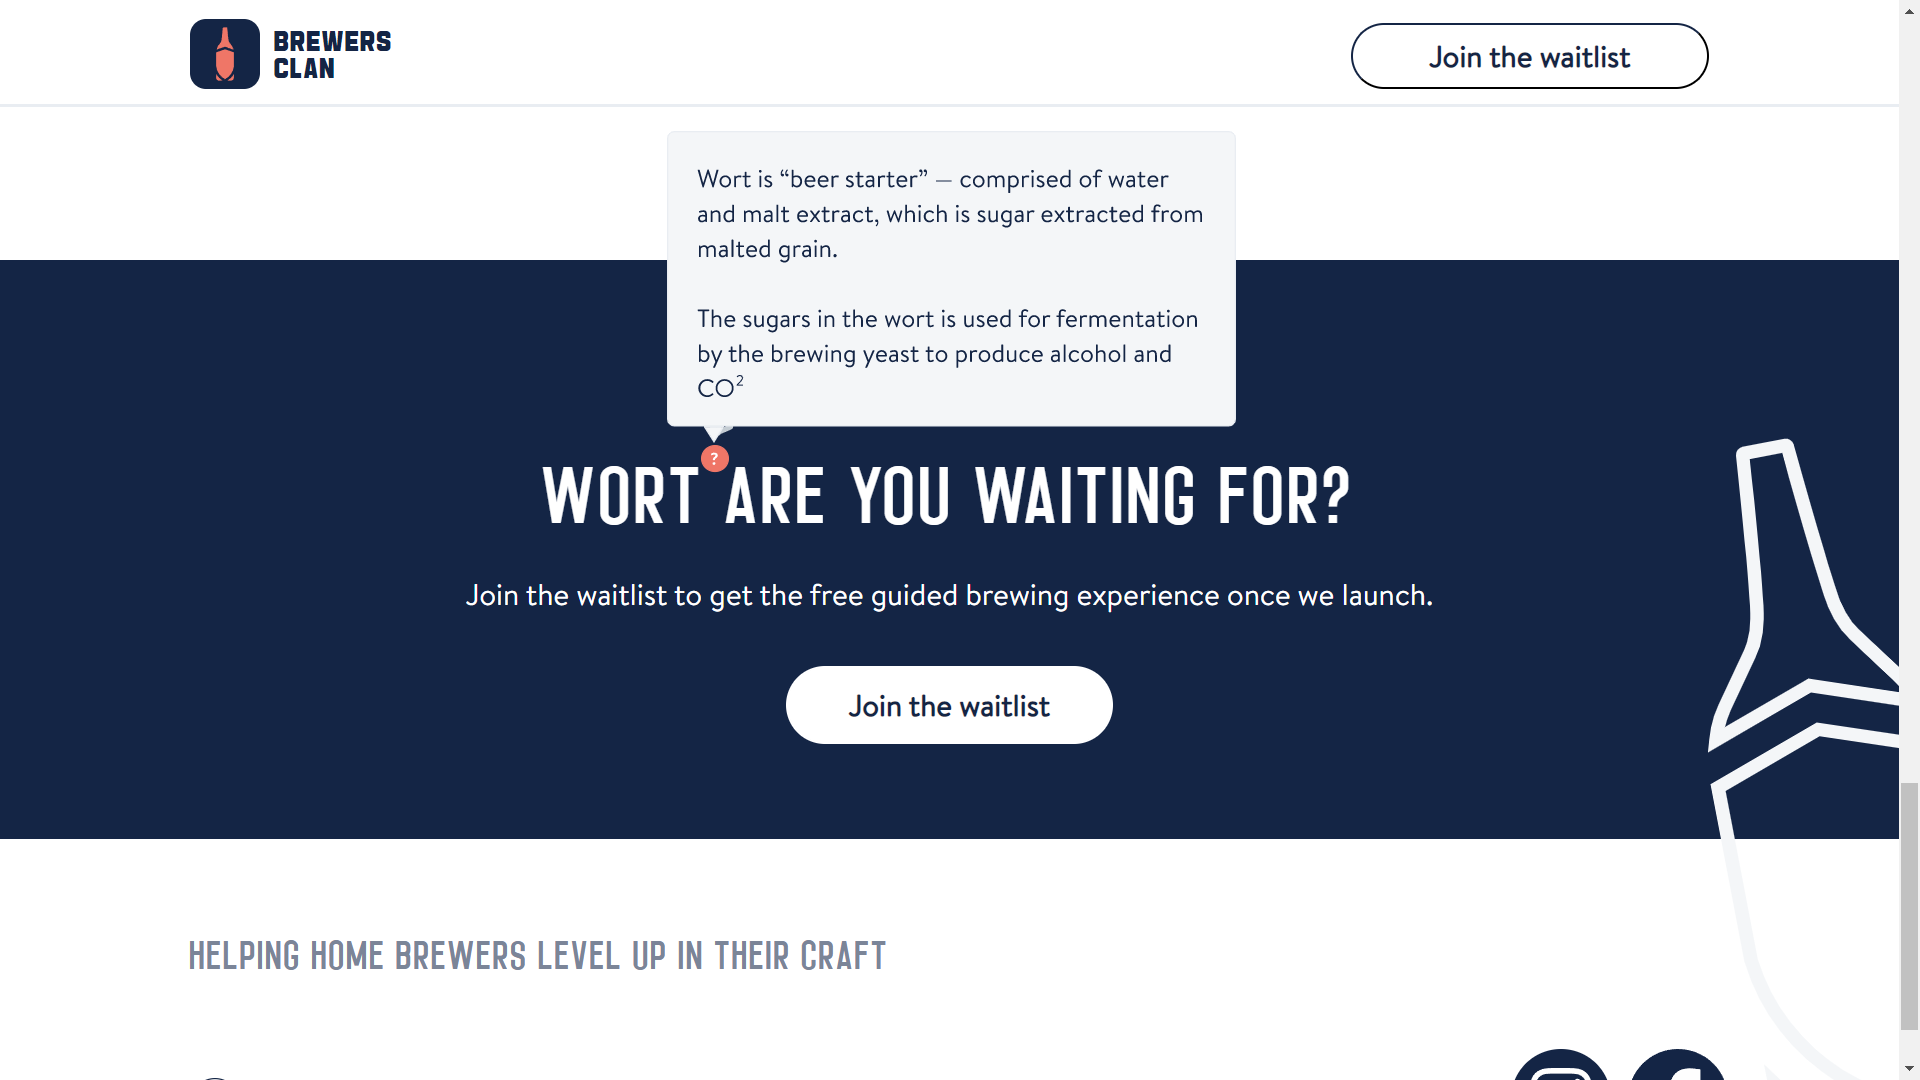 BREWERS
CLAN
Join the waitlist
Wort is “beer starter” — comprised of water
and malt extract, which is sugar extracted from
malted grain.
The sugars in the wort is used for fermentation
by the brewing yeast to produce alcohol and
CO²
?
WORT ARE YOU WAITING FOR?
Join the waitlist to get the free guided brewing experience once we launch.
Join the waitlist
HELPING HOME BREWERS LEVEL UP IN THEIR CRAFT